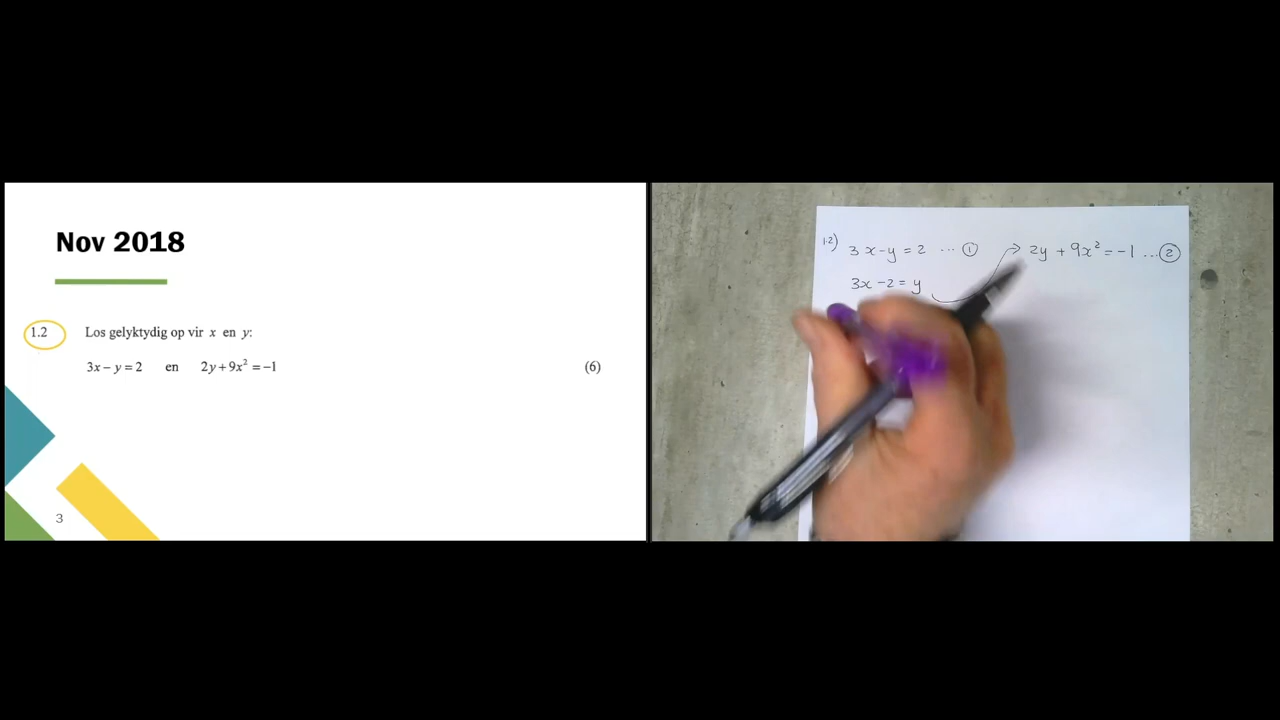 Nov 2018
1.2 Los gelyktydig op vir x en y:
3x − y = 2 en 2y + 9x² = −1 (6)
3
1.2) 3x − y = 2 ... ① 2y + 9x² = −1 ... ②
3x − 2 = y